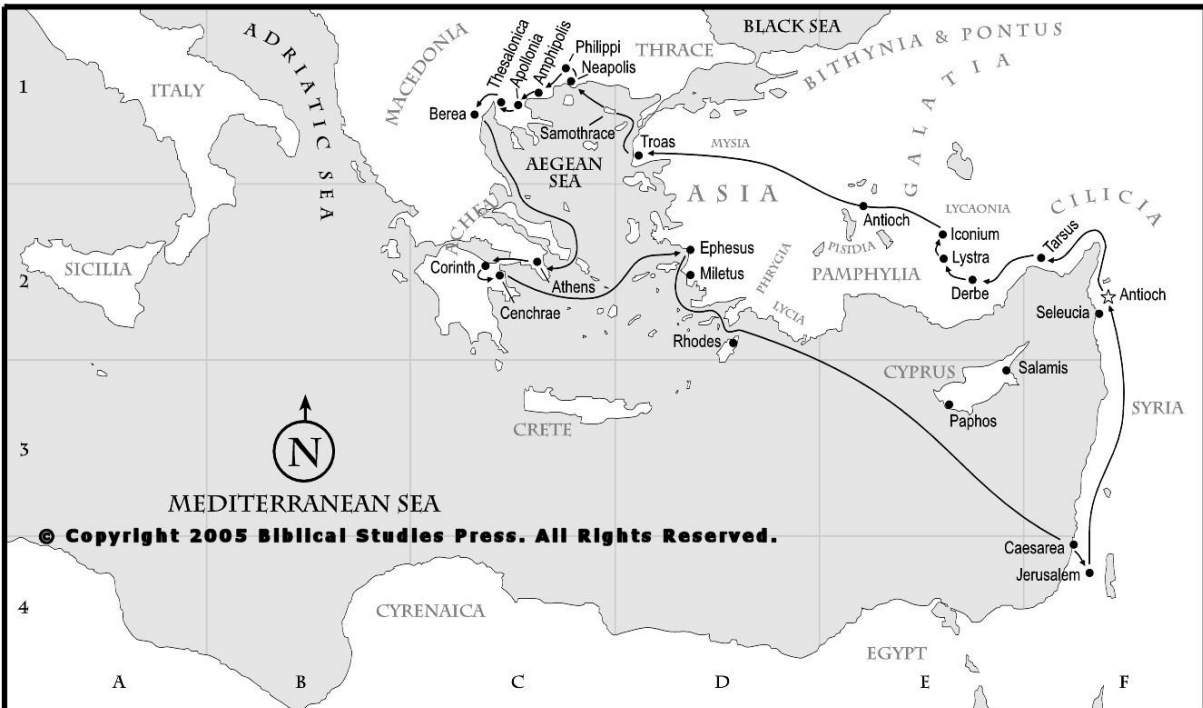 BLACK SEA
ADRIATIC SEA
MACEDONIA
Thesalonica
Apollonia
Amphipolis
Philippi
Neapolis
THRACE
BITHYNIA & PONTUS
GALATIA
1
ITALY
Berea
Samothrace
Troas
MYSIA
AEGEAN
SEA
ASIA
Antioch
LYCAONIA
CILICIA
ACHEAU
Iconium
Tarsus
Ephesus
PISIDIA
Lystra
SICILIA
Corinth
Miletus
PHRYGIA
PAMPHYLIA
2
Athens
Derbe
Antioch
Cenchrae
LYCIA
Seleucia
Rhodes
CYPRUS
Salamis
Paphos
SYRIA
CRETE
N
3
MEDITERRANEAN SEA
© Copyright 2005 Biblical Studies Press. All Rights Reserved.
Caesarea
Jerusalem
4
CYRENAICA
EGYPT
A B C D E F